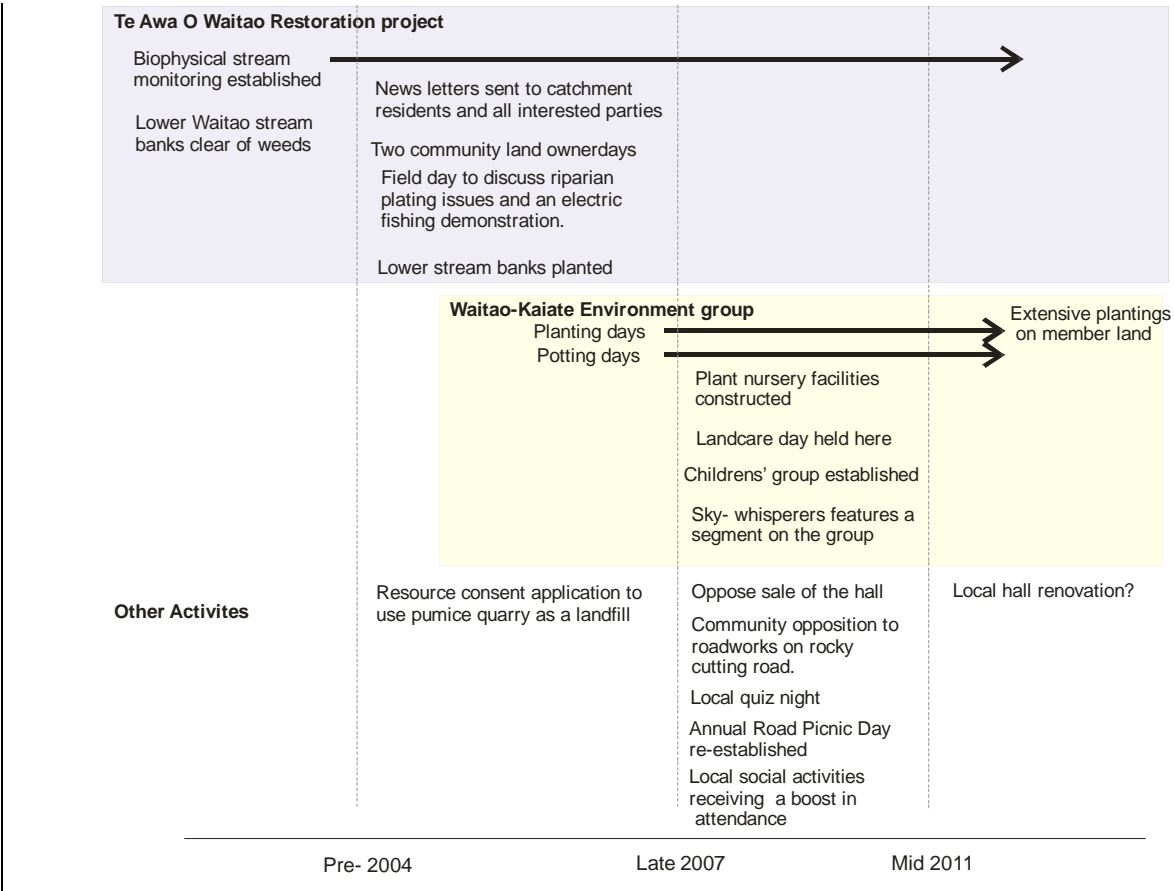 Te Awa O Waitao Restoration project
Biophysical stream
monitoring established
Lower Waitao stream
banks clear of weeds
News letters sent to catchment
residents and all interested parties
Two community land ownerdays
Field day to discuss riparian
plating issues and an electric
fishing demonstration.
Lower stream banks planted
Waitao-Kaiate Environment group
Planting days
Potting days
Extensive plantings
on member land
Plant nursery facilities
constructed
Landcare day held here
Childrens' group established
Sky- whisperers features a
segment on the group
Other Activites
Resource consent application to
use pumice quarry as a landfill
Oppose sale of the hall
Community opposition to
roadworks on rocky
cutting road.
Local quiz night
Annual Road Picnic Day
re-established
Local social activities
receiving a boost in
attendance
Local hall renovation?
Pre- 2004
Late 2007
Mid 2011